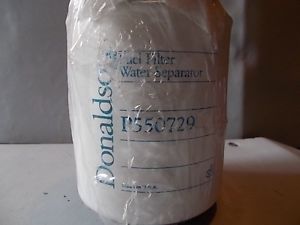 Donaldson
Fuel Filter
Water Separator
P550729